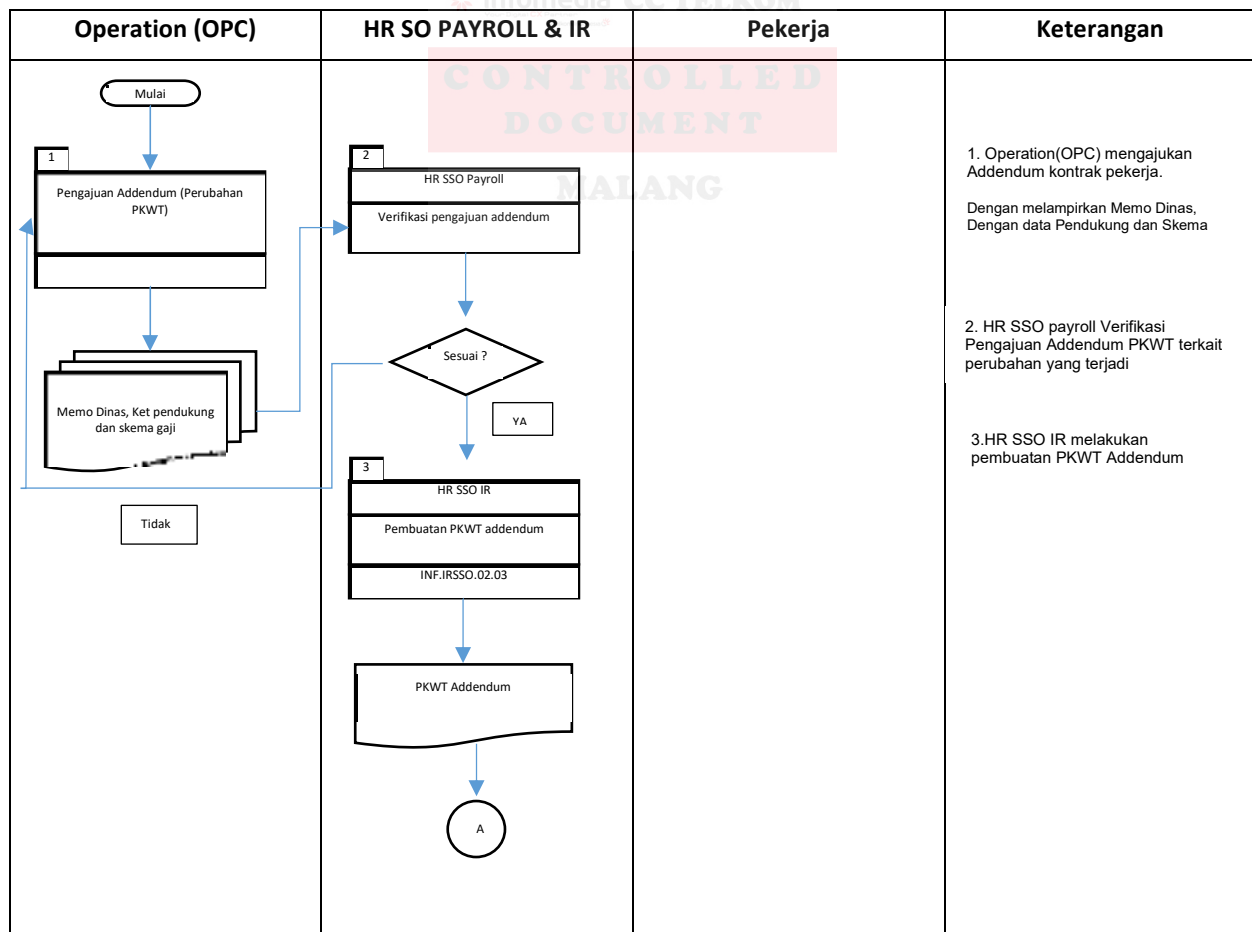 Infomedia CC TELKOM
Operation (OPC)
HR SO PAYROLL & IR
Pekerja
Keterangan
CONTROLLED
DOCUMENT
MALANG
Mulai
1
Pengajuan Addendum (Perubahan
PKWT)
Memo Dinas, Ket pendukung
dan skema gaji
Tidak
2
HR SSO Payroll
Verifikasi pengajuan addendum
Sesuai ?
YA
3
HR SSO IR
Pembuatan PKWT addendum
INF.IRSSO.02.03
PKWT Addendum
A
1. Operation(OPC) mengajukan
Addendum kontrak pekerja.
Dengan melampirkan Memo Dinas,
Dengan data Pendukung dan Skema
2. HR SSO payroll Verifikasi
Pengajuan Addendum PKWT terkait
perubahan yang terjadi
3.HR SSO IR melakukan
pembuatan PKWT Addendum